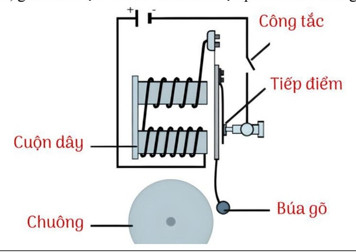 + -
Công tắc
Tiếp điểm
Cuộn dây
Búa gõ
Chuông